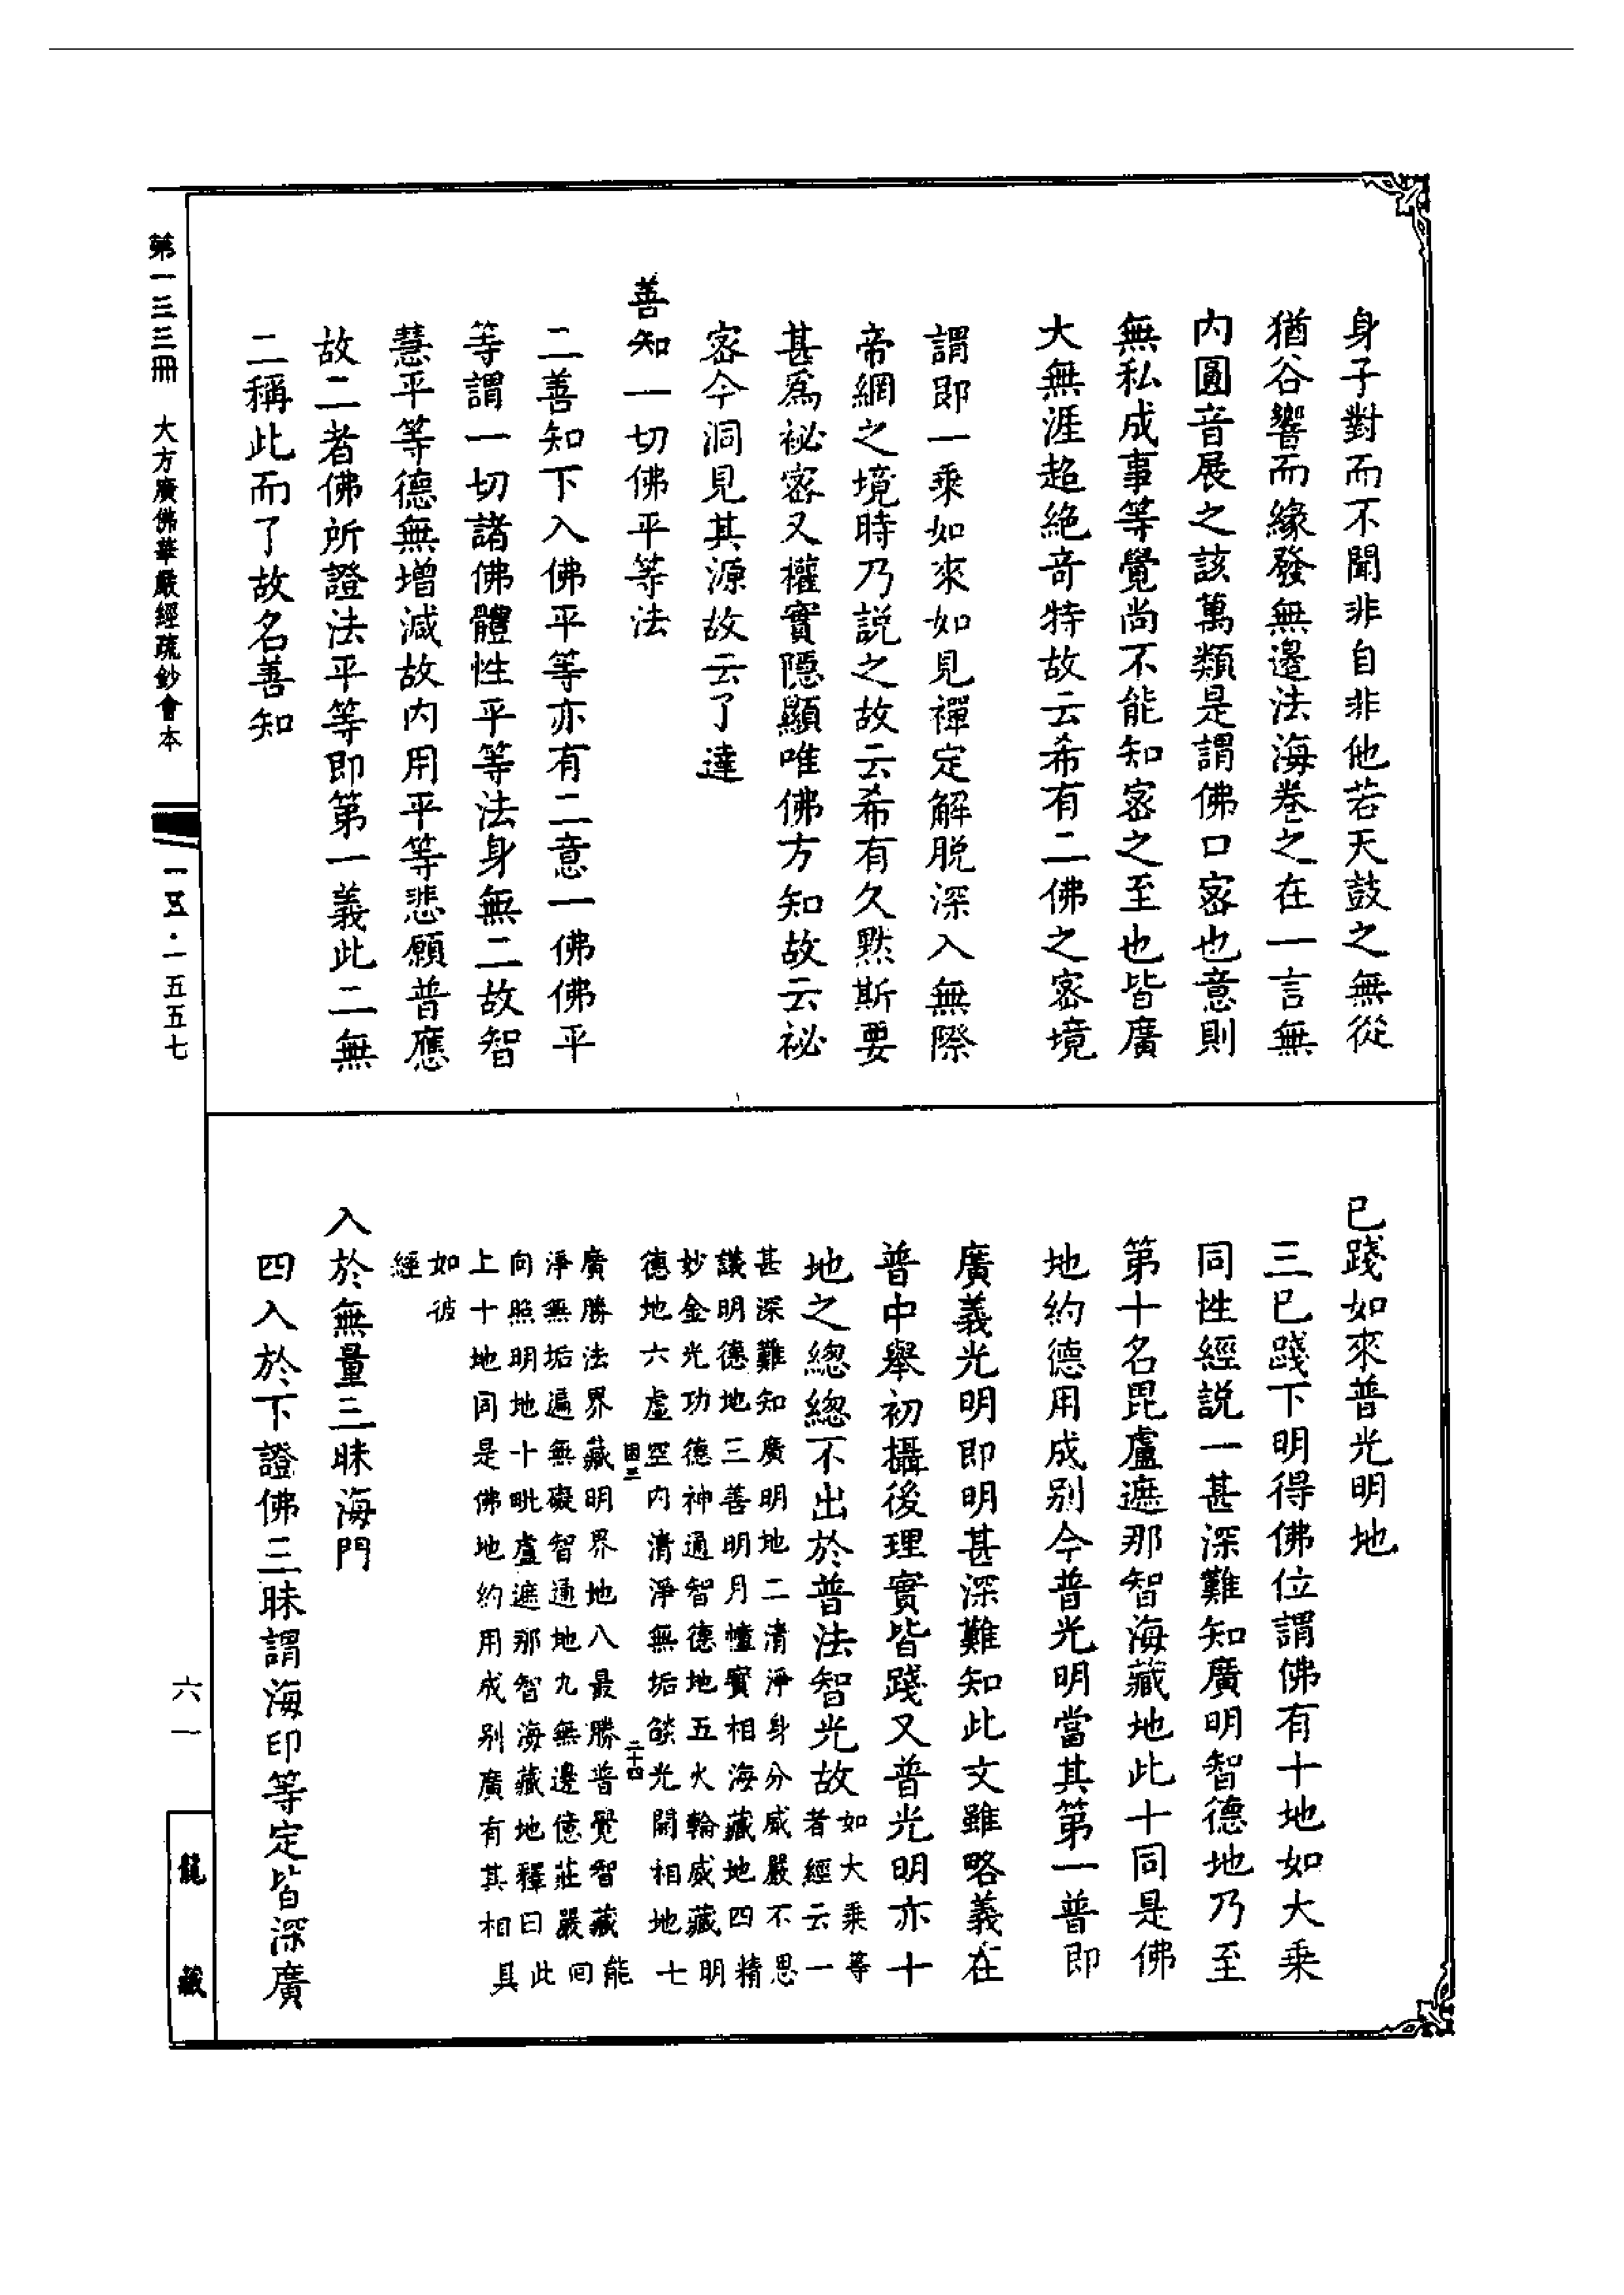 身子對而不聞非自非他若天鼓之無從
猶谷響而緣發無邊法海卷之在一言無
内圓音展之該萬類是謂佛口密也意則
無私成事等覺尚不能知密之至也皆廣
大無涯超絶奇特故云希有二佛之密境
謂即一乘如來如見禪定解脱深入無際
帝網之境時乃説之故云希有久黙斯要
甚爲祕密又權實隱顯唯佛方知故云祕
密今洞見其源故云了達
善知一切佛平等法
二善知下入佛平等亦有二意一佛佛平
等謂一切諸佛體性平等法身無二故智
慧平等德無增減故内用平等悲願普應
故二者佛所證法平等即第一義此二無
二稱此而了故名善知
已踐如來普光明地
三已踐下明得佛位謂佛有十地如大乘
同性經説一甚深難知廣明智德地乃至
第十名毘盧遮那智海藏地此十同是佛
地約德用成别今普光明當其第一普即
廣義光明即明甚深難知此文雖略義在
普中舉初攝後理實皆踐又普光明亦十
地之總總不出於普法智光故
如大乘等
者經云一
甚深難知廣明地二清淨身分威嚴不思
議明德地三善明月幢實相海藏地四精
妙金光功德神通智德地五火輪威藏明
德地六虛空内清淨無垢燄光開相地七
廣勝法界藏明界地八最勝普覺智藏能
淨無垢遍無礙智通地九無邊億莊嚴回
向照明地十毗盧遮那智海藏地釋曰此
上十地同是佛地約用成别廣有其相具
如彼
經
因三
二十四
入於無量三昧海門
四入於下證佛三昧謂海印等定皆深廣
第一三三冊 大方廣佛華嚴經疏鈔會本
一五五·一五五七
六一
龍藏